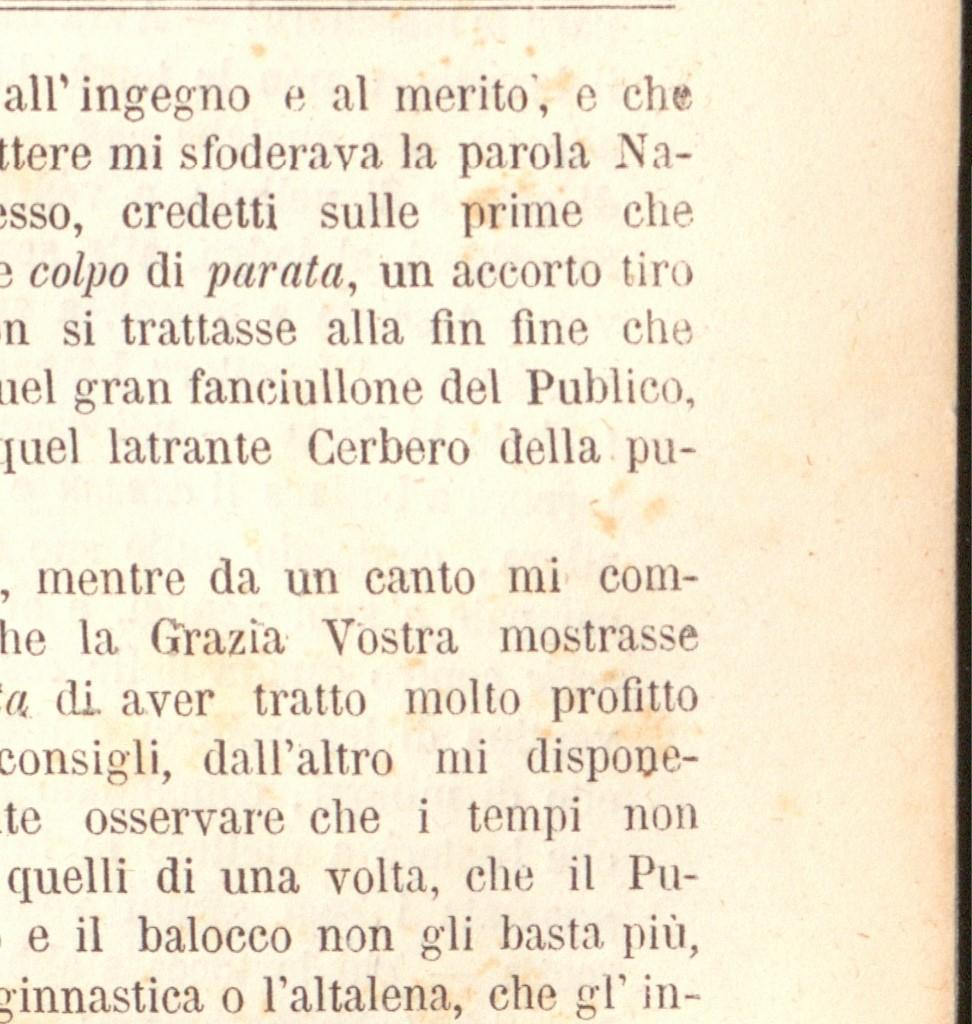 all' ingegno e al merito, e che
ttere mi sfoderava la parola Na-
esso, credetti sulle prime che
e colpo di parata, un accorto tiro
on si trattasse alla fin fine che
uel gran fanciullone del Publico,
quel latrante Cerbero della pu-
, mentre da un canto mi com-
he la Grazia Vostra mostrasse
ta di aver tratto molto profitto
consigli, dall'altro mi dispone-
te osservare che i tempi non
quelli di una volta, che il Pu-
e il balocco non gli basta più,
ginnastica o l'altalena, che gl' in-